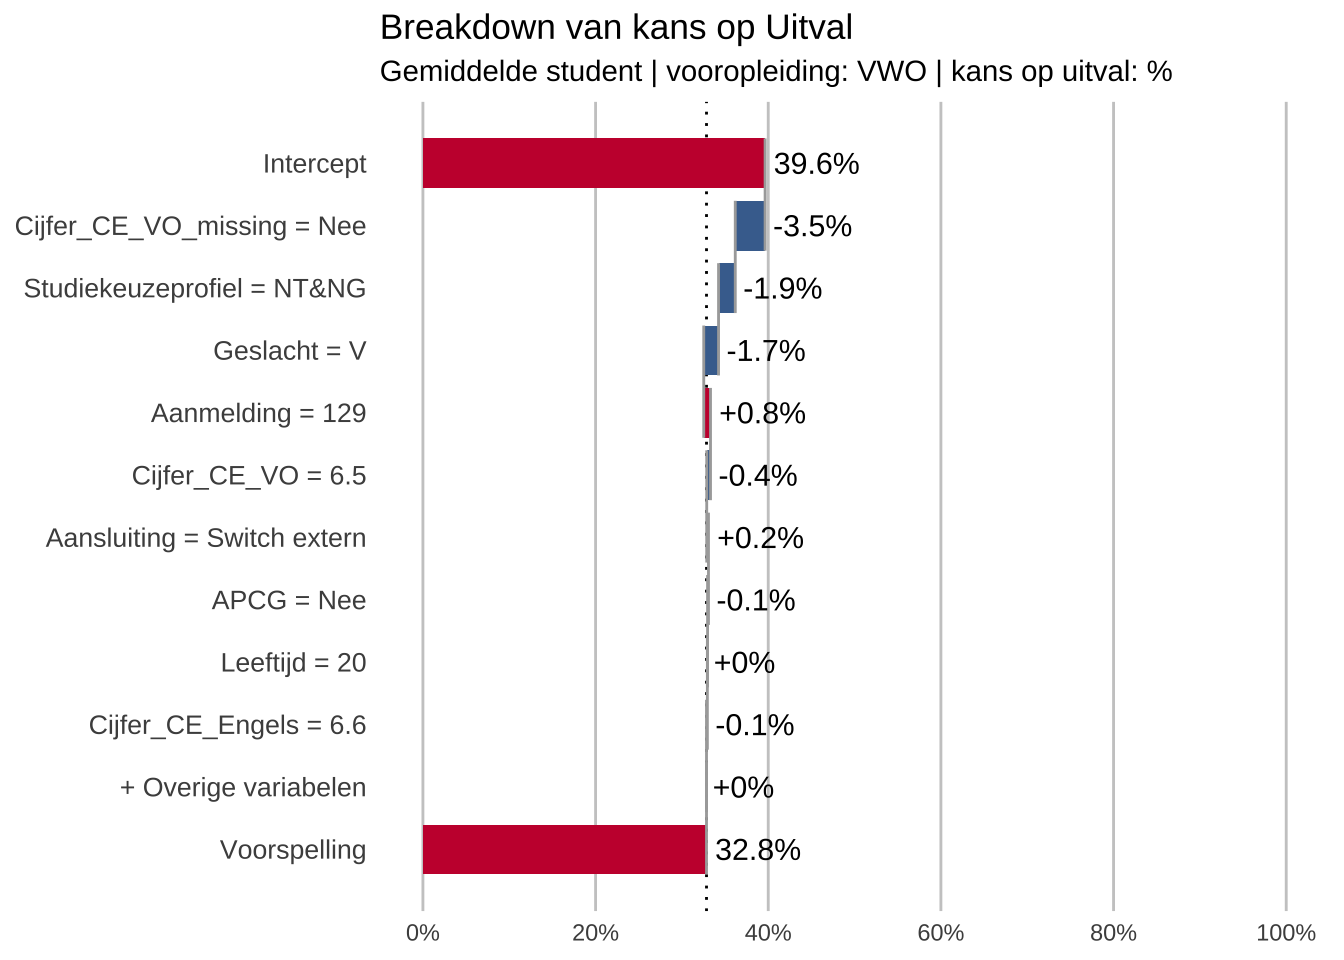 Breakdown van kans op Uitval
Gemiddelde student | vooropleiding: VWO | kans op uitval: %
Intercept 39.6%
Cijfer_CE_VO_missing = Nee -3.5%
Studiekeuzeprofiel = NT&NG -1.9%
Geslacht = V -1.7%
Aanmelding = 129 +0.8%
Cijfer_CE_VO = 6.5 -0.4%
Aansluiting = Switch extern +0.2%
APCG = Nee -0.1%
Leeftijd = 20 +0%
Cijfer_CE_Engels = 6.6 -0.1%
+ Overige variabelen +0%
Voorspelling 32.8%
0% 20% 40% 60% 80% 100%